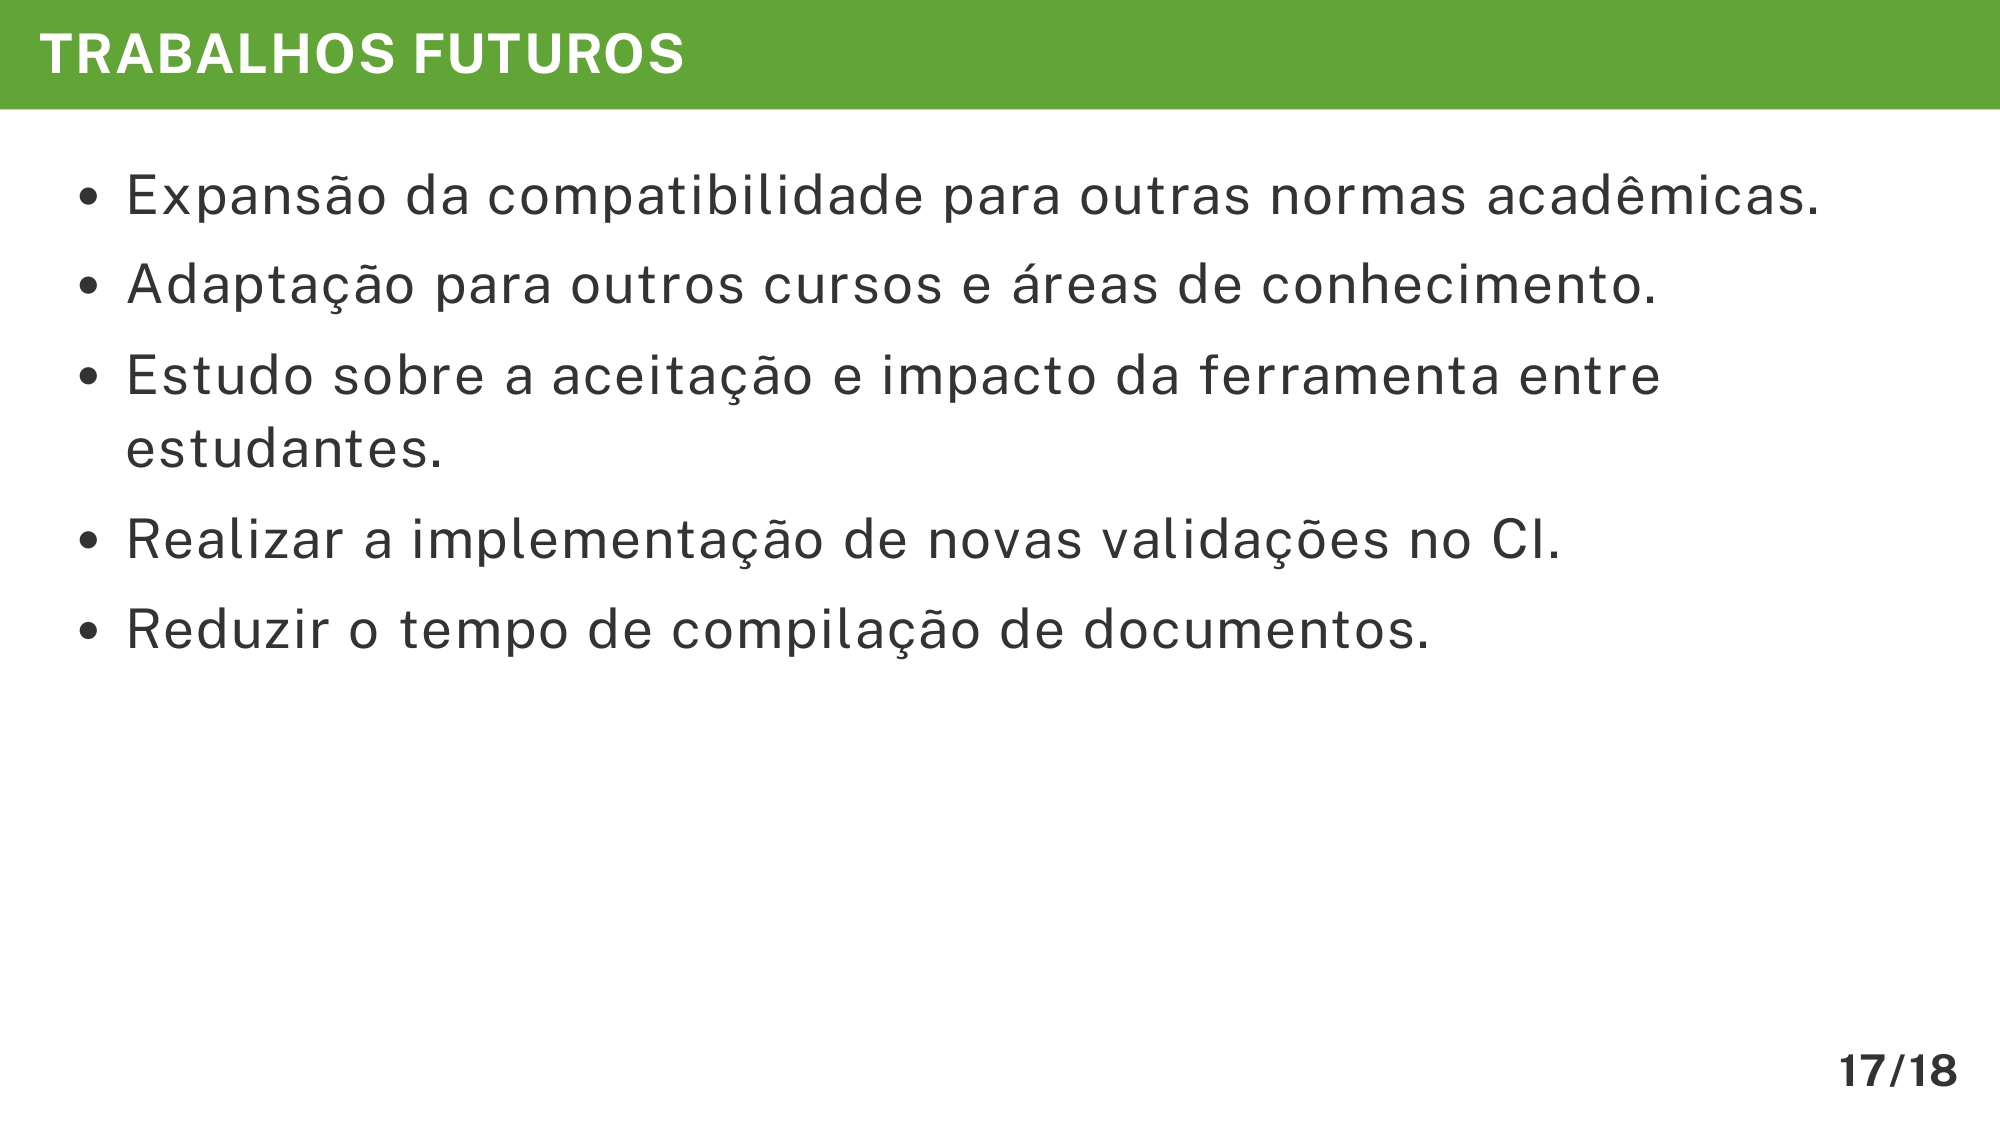 TRABALHOS FUTUROS
• Expansão da compatibilidade para outras normas acadêmicas.
• Adaptação para outros cursos e áreas de conhecimento.
• Estudo sobre a aceitação e impacto da ferramenta entre
estudantes.
• Realizar a implementação de novas validações no CI.
• Reduzir o tempo de compilação de documentos.
17/18